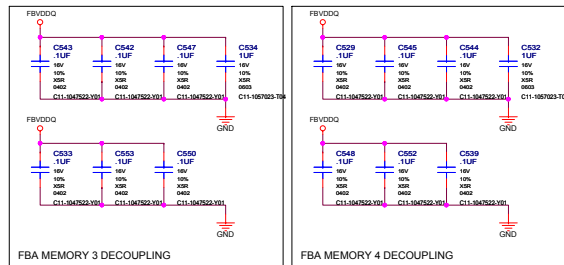 FBVDDQ
C543
.1UF
16V
10%
X5R
0402
C11-1047522-Y01
C542
.1UF
16V
10%
X5R
0402
C11-1047522-Y01
C547
.1UF
16V
10%
X5R
0402
C11-1047522-Y01
C534
1UF
16V
10%
X5R
0603
C11-1057023-T04
GND
FBVDDQ
C533
.1UF
16V
10%
X5R
0402
C11-1047522-Y01
C553
.1UF
16V
10%
X5R
0402
C11-1047522-Y01
C550
.1UF
16V
10%
X5R
0402
C11-1047522-Y01
GND
FBA MEMORY 3 DECOUPLING
FBVDDQ
C529
.1UF
16V
10%
X5R
0402
C11-1047522-Y01
C545
.1UF
16V
10%
X5R
0402
C11-1047522-Y01
C544
.1UF
16V
10%
X5R
0402
C11-1047522-Y01
C532
1UF
16V
10%
X5R
0603
C11-1057023-T04
GND
FBVDDQ
C548
.1UF
16V
10%
X5R
0402
C11-1047522-Y01
C552
.1UF
16V
10%
X5R
0402
C11-1047522-Y01
C539
.1UF
16V
10%
X5R
0402
C11-1047522-Y01
GND
FBA MEMORY 4 DECOUPLING